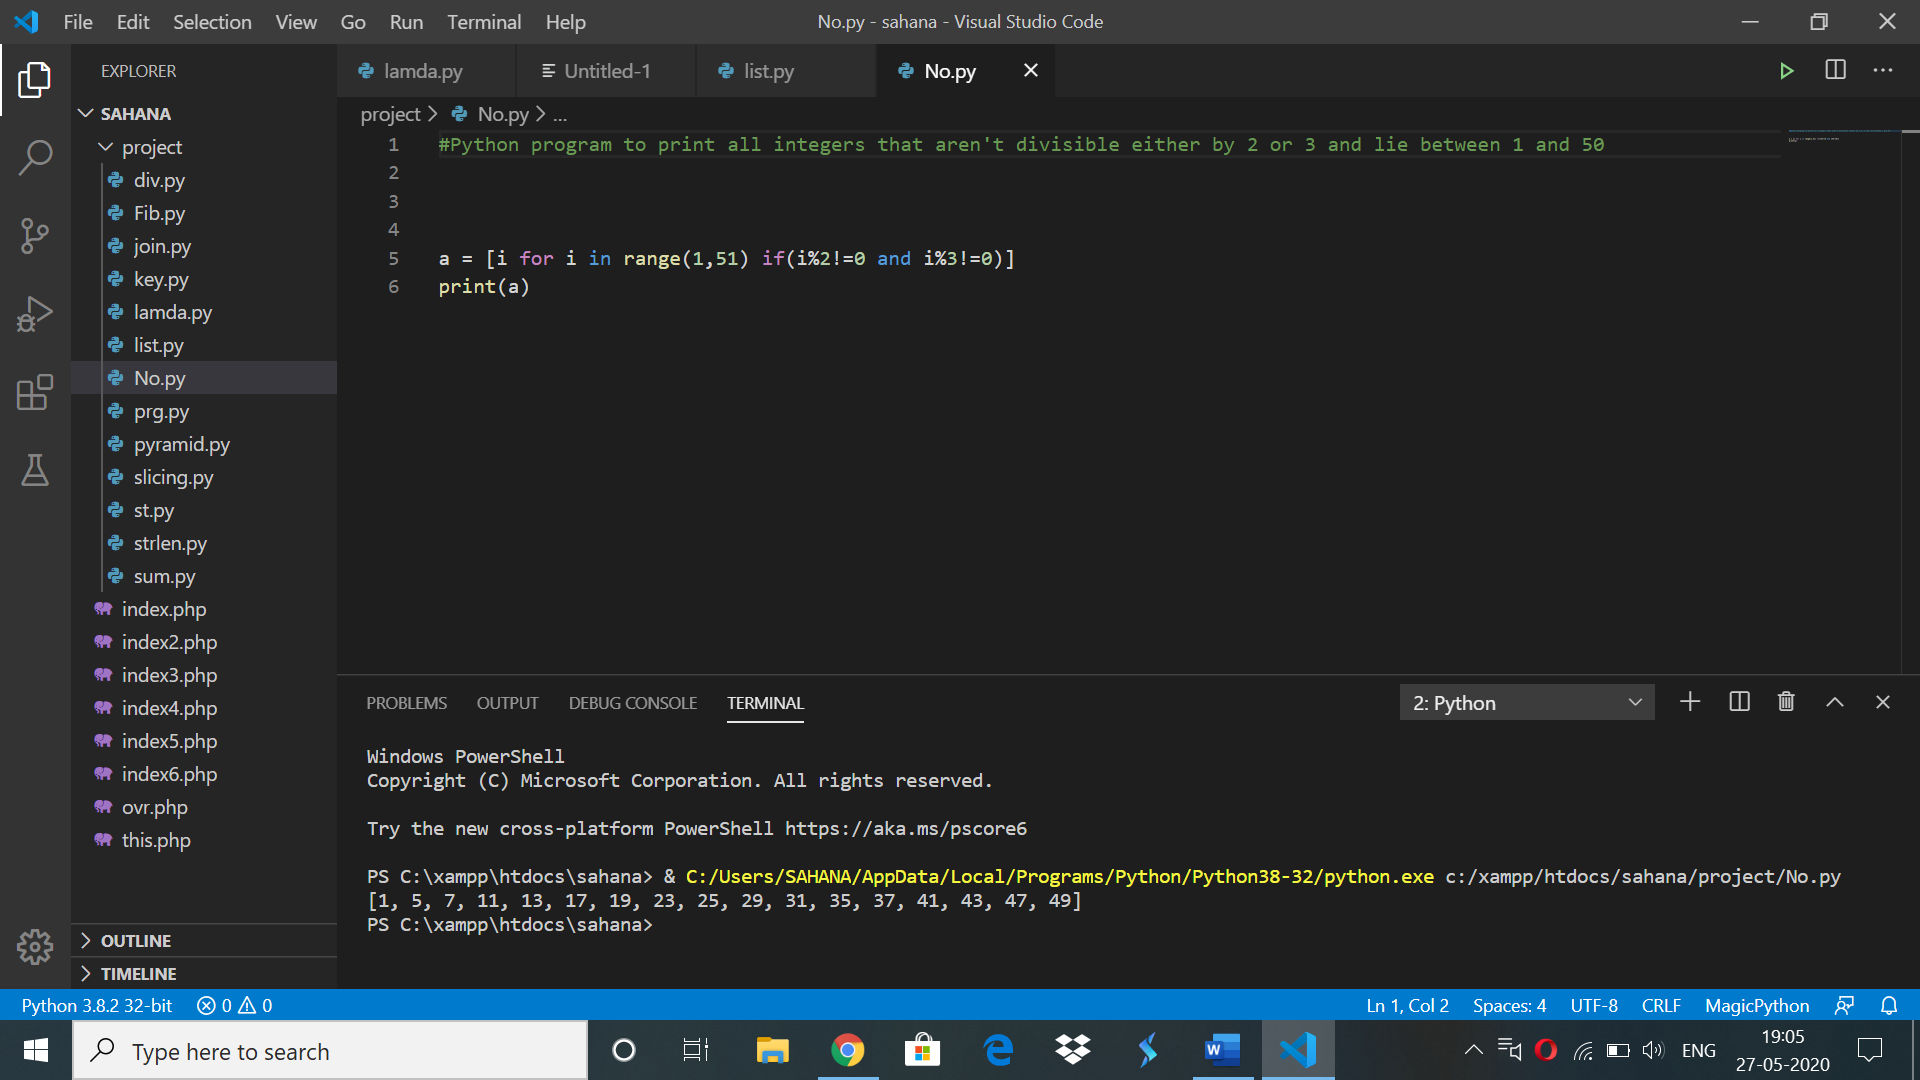 File Edit Selection View Go Run Terminal Help
No.py - sahana - Visual Studio Code
EXPLORER
SAHANA
project
div.py
Fib.py
join.py
key.py
lamda.py
list.py
No.py
prg.py
pyramid.py
slicing.py
st.py
strlen.py
sum.py
index.php
index2.php
index3.php
index4.php
index5.php
index6.php
ovr.php
this.php
OUTLINE
TIMELINE
lamda.py Untitled-1 list.py No.py
project > No.py > ...
1 #Python program to print all integers that aren't divisible either by 2 or 3 and lie between 1 and 50
2
3
4
5 a = [i for i in range(1,51) if(i%2!=0 and i%3!=0)]
6 print(a)
PROBLEMS OUTPUT DEBUG CONSOLE TERMINAL
2: Python
Windows PowerShell
Copyright (C) Microsoft Corporation. All rights reserved.
Try the new cross-platform PowerShell https://aka.ms/pscore6
PS C:\xampp\htdocs\sahana> & C:/Users/SAHANA/AppData/Local/Programs/Python/Python38-32/python.exe c:/xampp/htdocs/sahana/project/No.py
[1, 5, 7, 11, 13, 17, 19, 23, 25, 29, 31, 35, 37, 41, 43, 47, 49]
PS C:\xampp\htdocs\sahana>
Python 3.8.2 32-bit 0 0
Ln 1, Col 2 Spaces: 4 UTF-8 CRLF MagicPython
Type here to search
ENG
19:05
27-05-2020